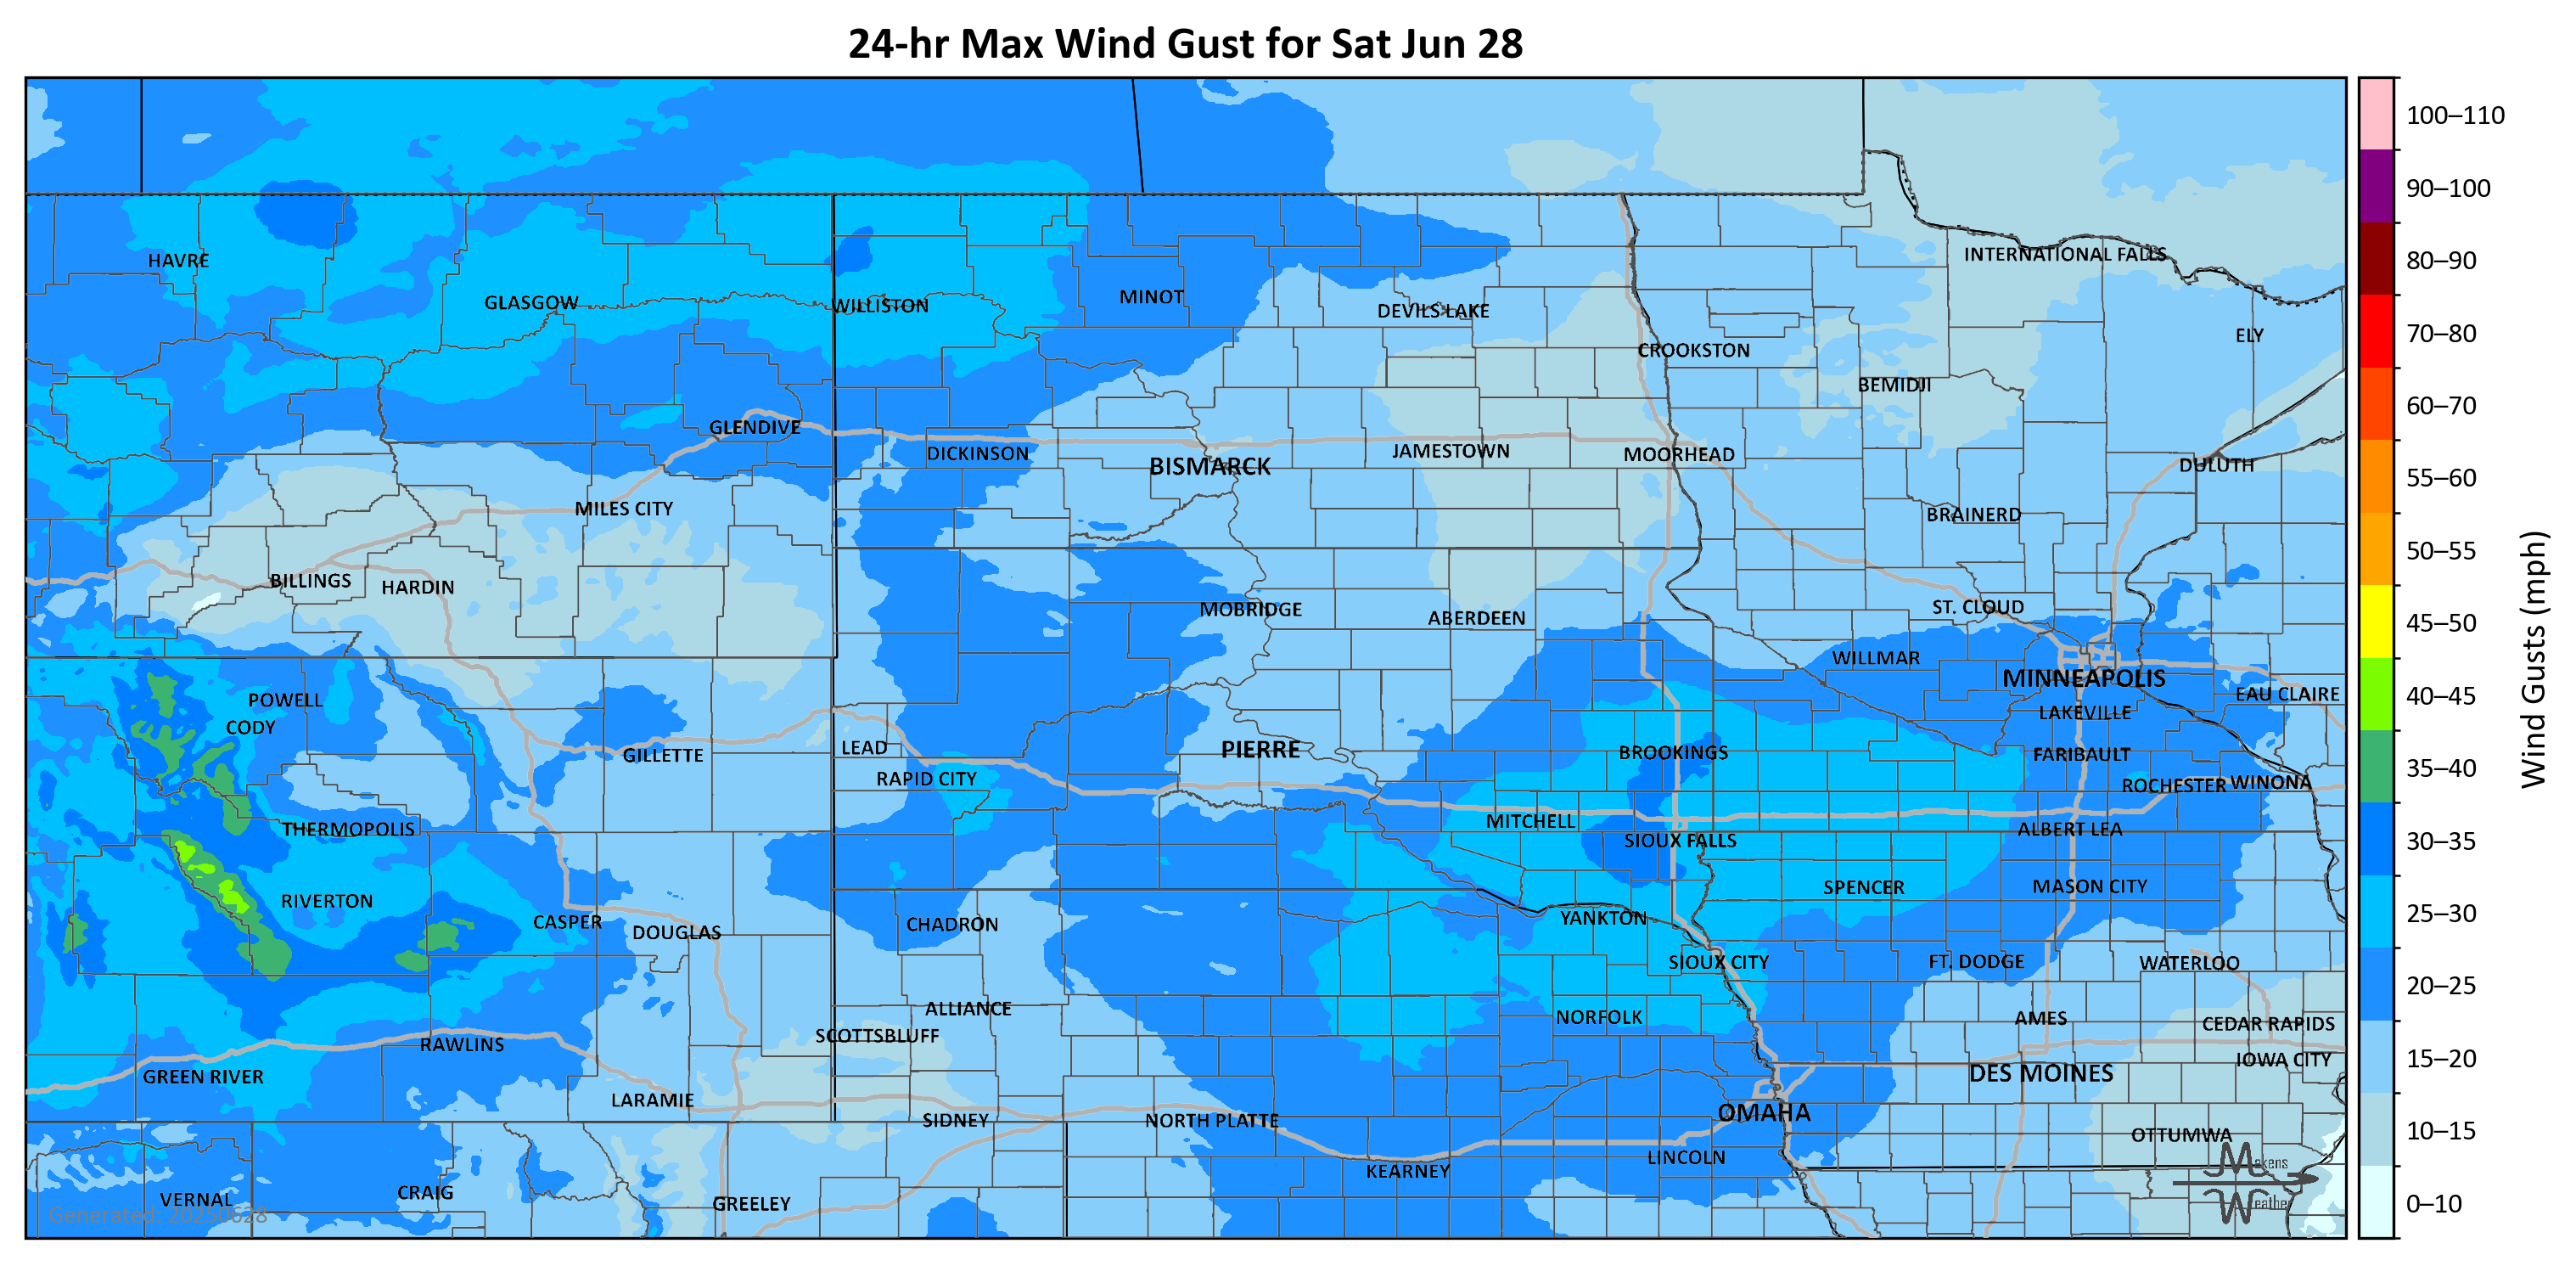 24-hr Max Wind Gust for Sat Jun 28
100–110
90–100
80–90
70–80
60–70
55–60
50–55
45–50
40–45
35–40
30–35
25–30
20–25
15–20
10–15
0–10
Wind Gusts (mph)
HAVRE
INTERNATIONAL FALLS
GLASGOW
WILLISTON
MINOT
DEVILS LAKE
ELY
CROOKSTON
BEMIDJI
GLENDIVE
DICKINSON
BISMARCK
JAMESTOWN
MOORHEAD
DULUTH
MILES CITY
BRAINERD
BILLINGS
HARDIN
MOBRIDGE
ABERDEEN
ST. CLOUD
WILLMAR
MINNEAPOLIS
EAU CLAIRE
POWELL
CODY
LAKEVILLE
GILLETTE
LEAD
PIERRE
BROOKINGS
FARIBAULT
RAPID CITY
ROCHESTER
WINONA
THERMOPOLIS
MITCHELL
SIOUX FALLS
ALBERT LEA
RIVERTON
SPENCER
MASON CITY
CASPER
DOUGLAS
CHADRON
YANKTON
SIOUX CITY
FT. DODGE
WATERLOO
ALLIANCE
NORFOLK
AMES
CEDAR RAPIDS
SCOTTSBLUFF
RAWLINS
IOWA CITY
GREEN RIVER
DES MOINES
LARAMIE
SIDNEY
NORTH PLATTE
OMAHA
OTTUMWA
KEARNEY
LINCOLN
VERNAL
CRAIG
GREELEY
Generated: 20250628
Makens
Weather